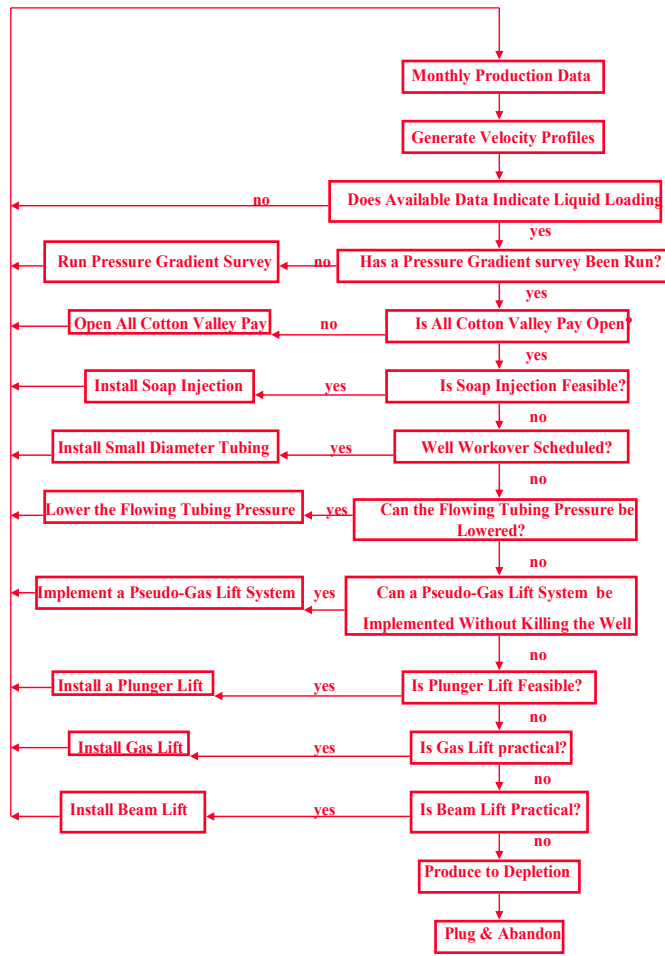 Monthly Production Data
Generate Velocity Profiles
no
Does Available Data Indicate Liquid Loading
yes
Run Pressure Gradient Survey
no
Has a Pressure Gradient survey Been Run?
yes
Open All Cotton Valley Pay
no
Is All Cotton Valley Pay Open?
yes
Install Soap Injection
yes
Is Soap Injection Feasible?
no
Install Small Diameter Tubing
yes
Well Workover Scheduled?
no
Lower the Flowing Tubing Pressure
yes
Can the Flowing Tubing Pressure be
Lowered?
no
Implement a Pseudo-Gas Lift System
yes
Can a Pseudo-Gas Lift System be
Implemented Without Killing the Well
no
Install a Plunger Lift
yes
Is Plunger Lift Feasible?
no
Install Gas Lift
yes
Is Gas Lift practical?
no
Install Beam Lift
yes
Is Beam Lift Practical?
no
Produce to Depletion
Plug & Abandon